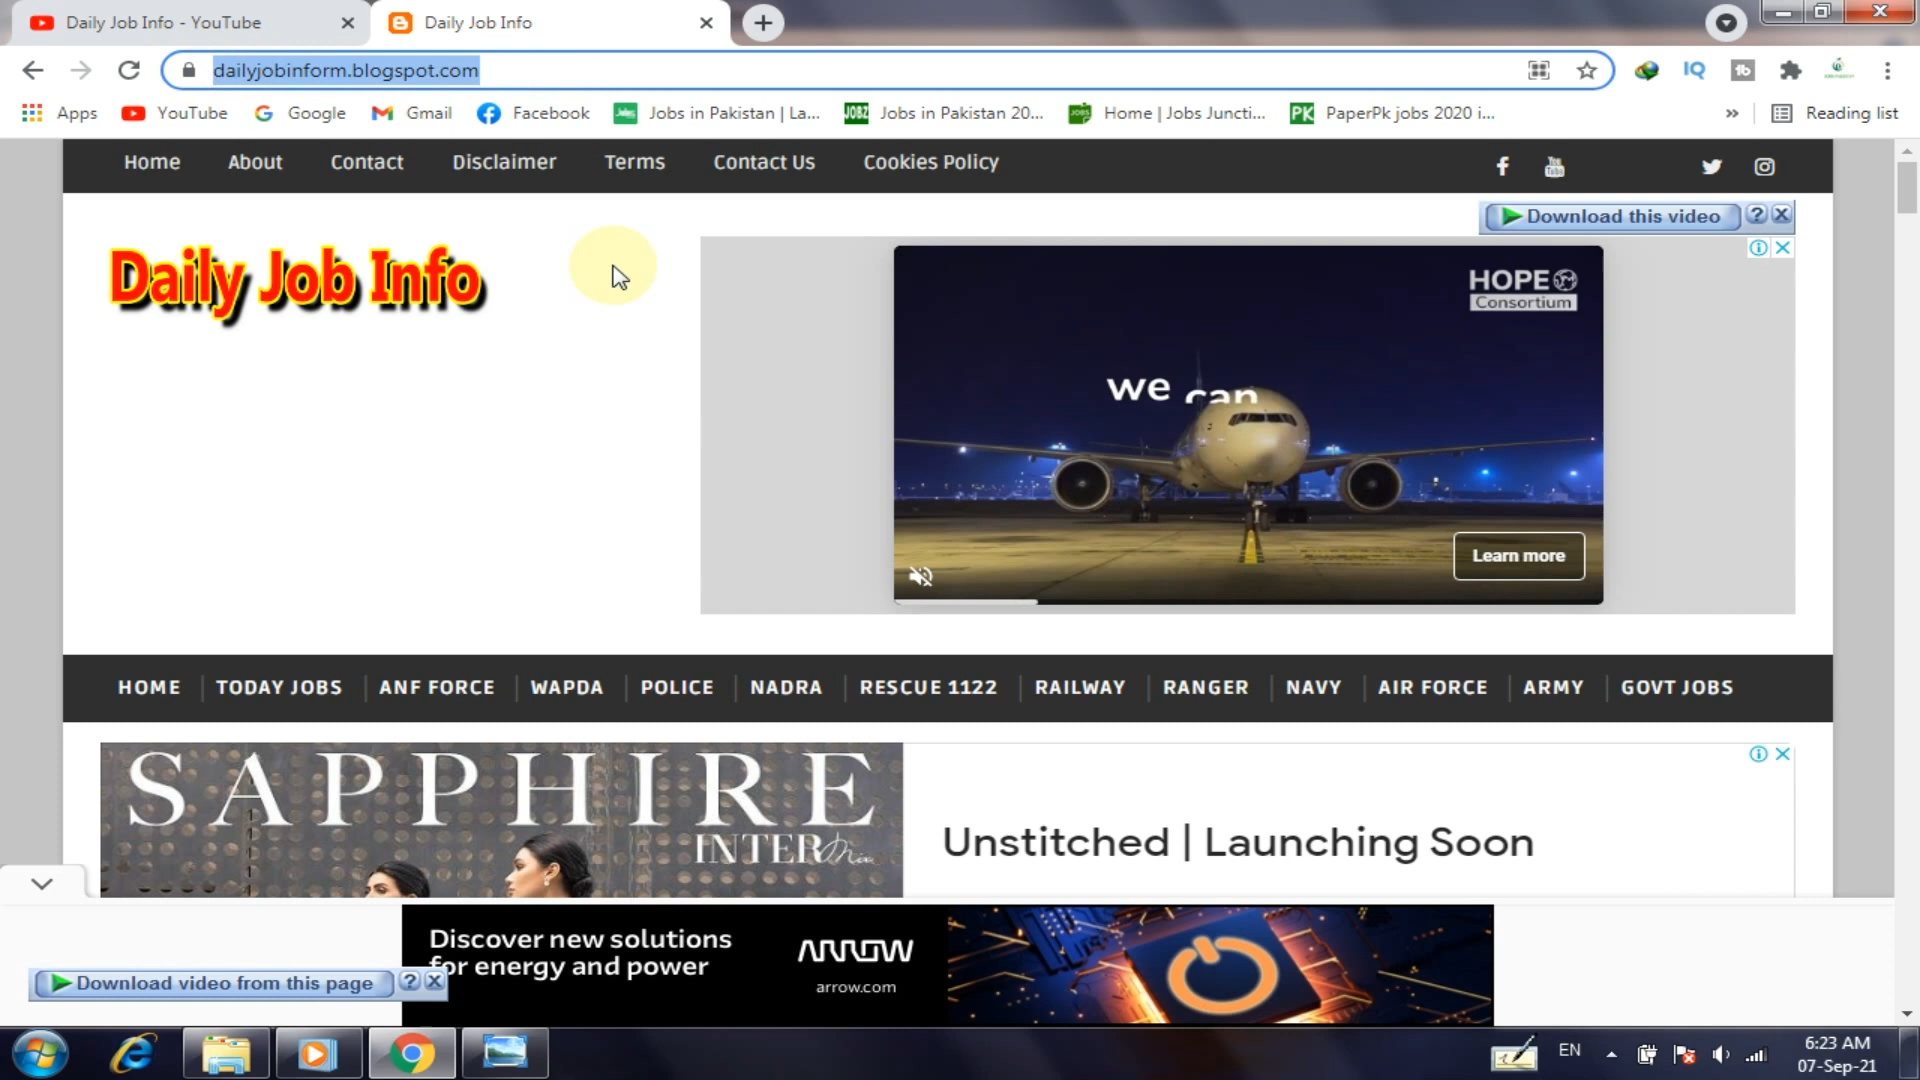 Daily Job Info - YouTube
Daily Job Info
dailyjobinform.blogspot.com
Apps
YouTube
Google
Gmail
Facebook
Jobs in Pakistan | La...
JOBZ
Jobs in Pakistan 20...
Home | Jobs Juncti...
PK
PaperPk jobs 2020 i...
»
Reading list
Home
About
Contact
Disclaimer
Terms
Contact Us
Cookies Policy
Download this video
Daily Job Info
HOPE
Consortium
we can
Learn more
HOME
TODAY JOBS
ANF FORCE
WAPDA
POLICE
NADRA
RESCUE 1122
RAILWAY
RANGER
NAVY
AIR FORCE
ARMY
GOVT JOBS
SAPPHIRE
INTER
Unstitched | Launching Soon
Discover new solutions
for energy and power
ARROW
arrow.com
Download video from this page
EN
6:23 AM
07-Sep-21